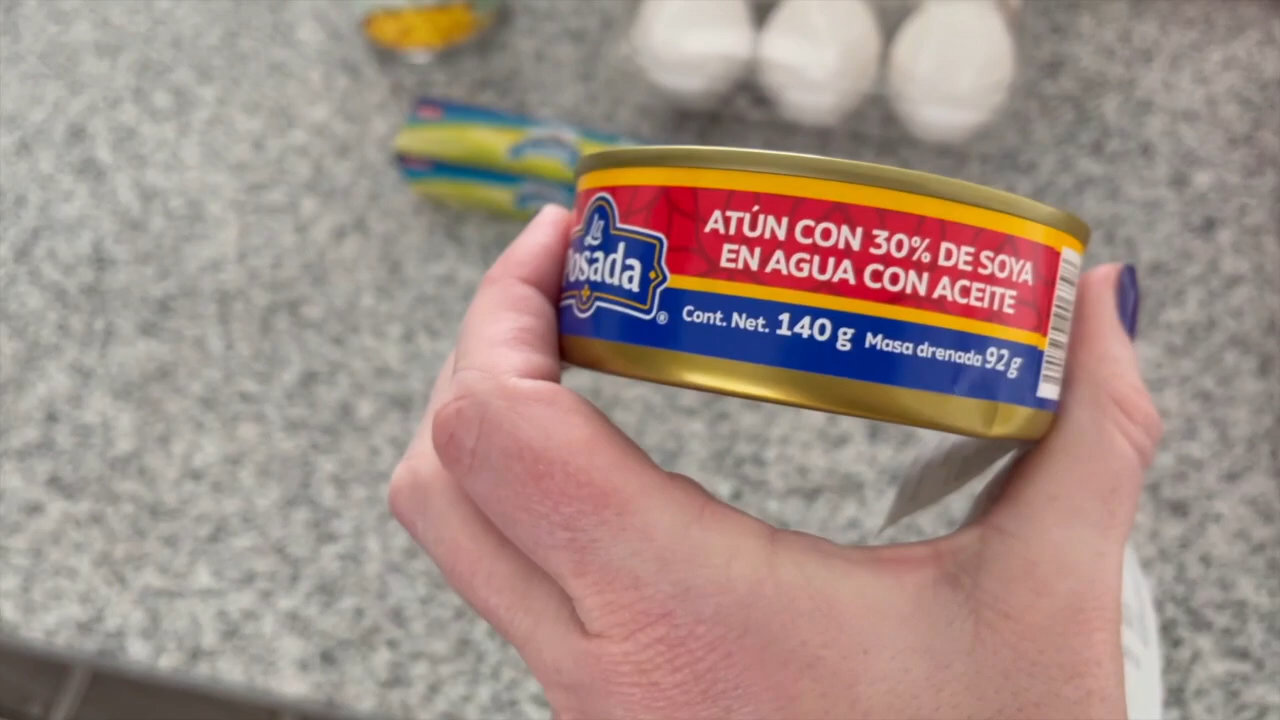 La
Posada
®
ATÚN CON 30% DE SOYA
EN AGUA CON ACEITE
Cont. Net. 140 g Masa drenada 92 g